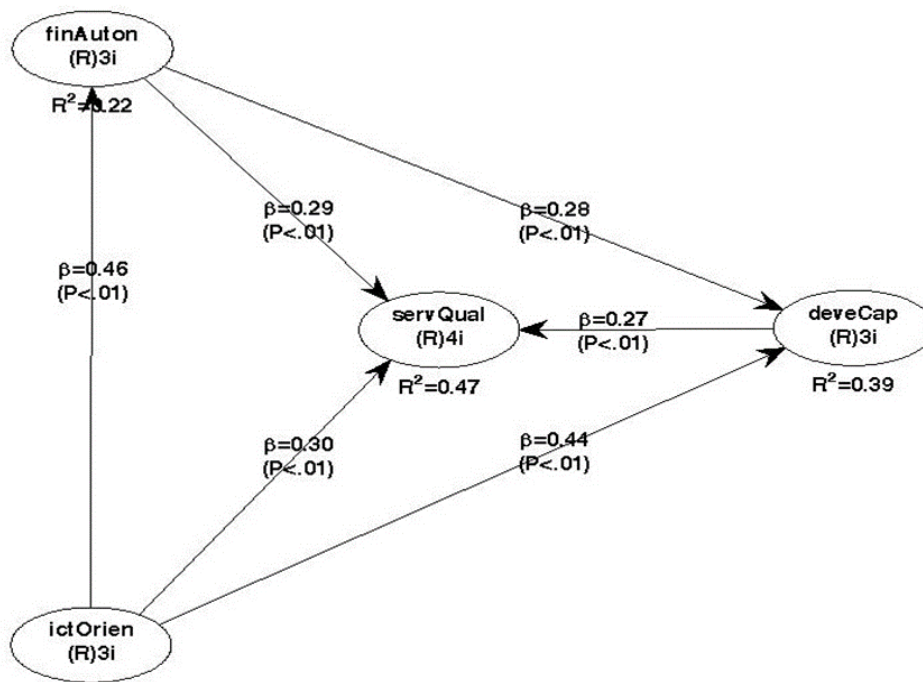 finAuton
(R)3i
R²=0.22
β=0.29
(P<.01)
β=0.28
(P<.01)
β=0.46
(P<.01)
servQual
(R)4i
R²=0.47
β=0.27
(P<.01)
deveCap
(R)3i
R²=0.39
β=0.30
(P<.01)
β=0.44
(P<.01)
ictOrien
(R)3i